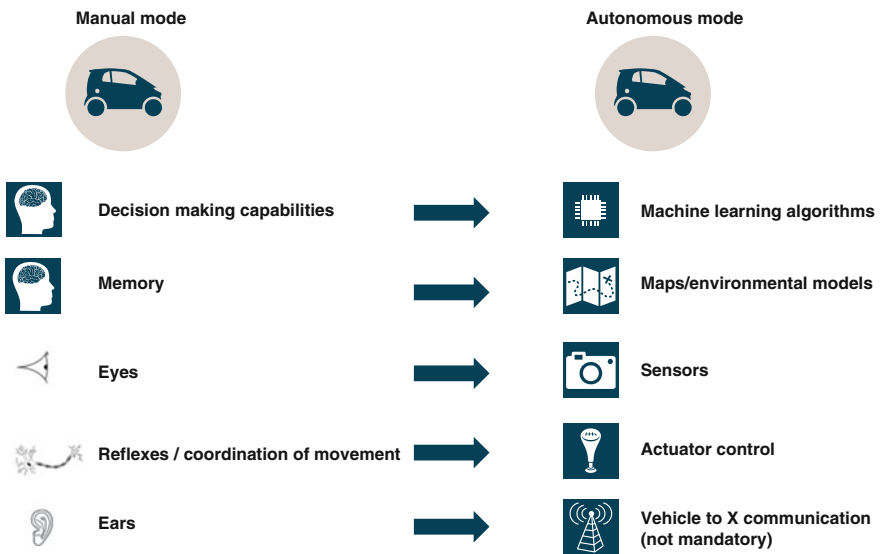 Manual mode
Autonomous mode
Decision making capabilities
Machine learning algorithms
Memory
Maps/environmental models
Eyes
Sensors
Reflexes / coordination of movement
Actuator control
Ears
Vehicle to X communication
(not mandatory)